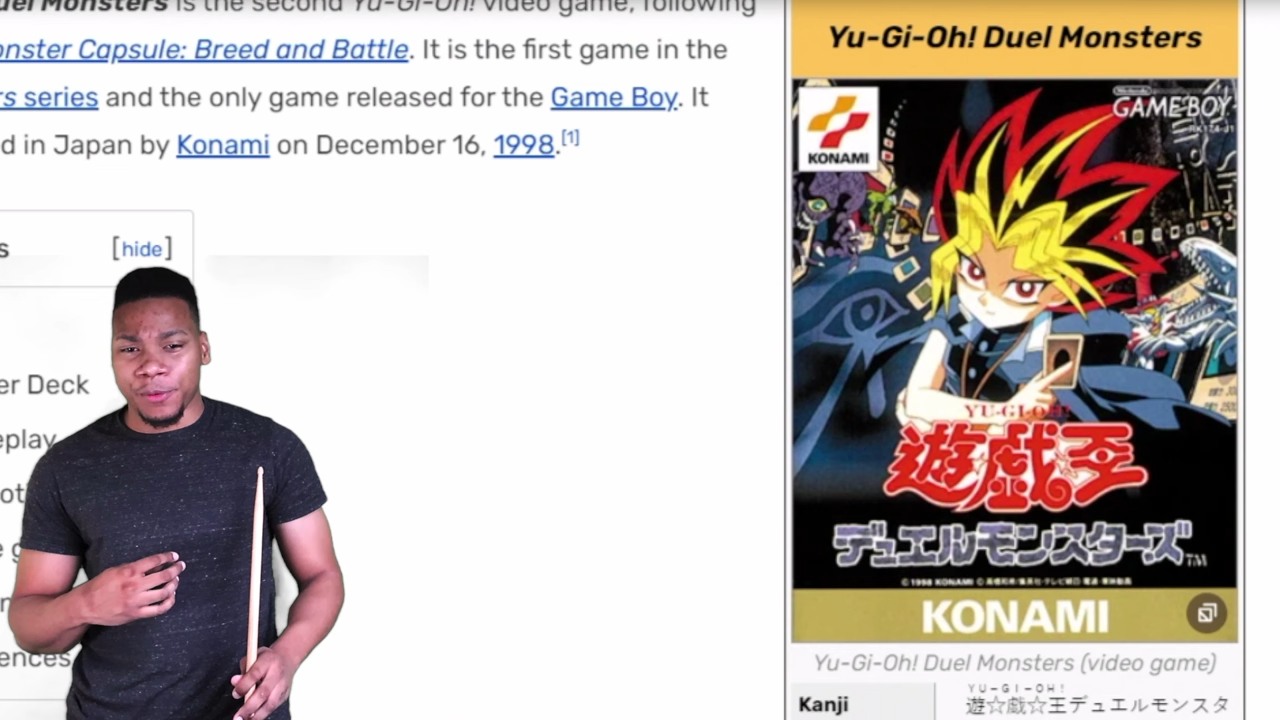 uel Monsters is the second Yu-Gi-Oh! video game, following
onster Capsule: Breed and Battle. It is the first game in the
rs series and the only game released for the Game Boy. It
d in Japan by Konami on December 16, 1998.[1]
s [hide]
er Deck
eplay
ot
e g
ences
Yu-Gi-Oh! Duel Monsters
KONAMI
Nintendo
GAME BOY
YU-GI-OH!
遊戯王
デュエルモンスターズ™
KONAMI
Yu-Gi-Oh! Duel Monsters (video game)
YU-GI-OH!
Kanji 遊☆戯☆王デュエルモンスタ